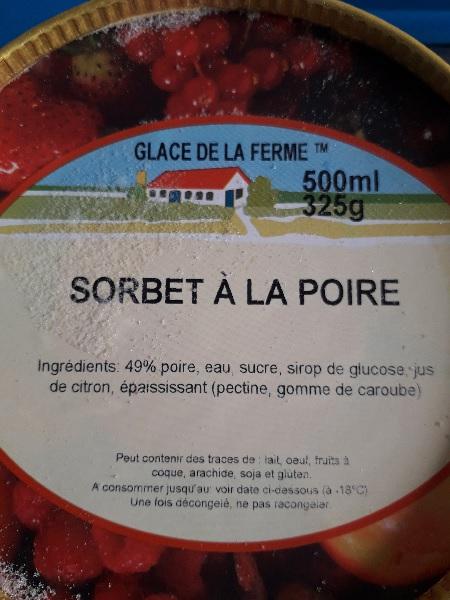 GLACE DE LA FERME ™
500ml
325g
SORBET À LA POIRE
Ingrédients: 49% poire, eau, sucre, sirop de glucose, jus
de citron, épaississant (pectine, gomme de caroube)
Peut contenir des traces de : lait, oeuf, fruits à
coque, arachide, soja et gluten.
A consommer jusqu'au: voir date ci-dessous (à -18°C)
Une fois décongelé, ne pas recongeler.